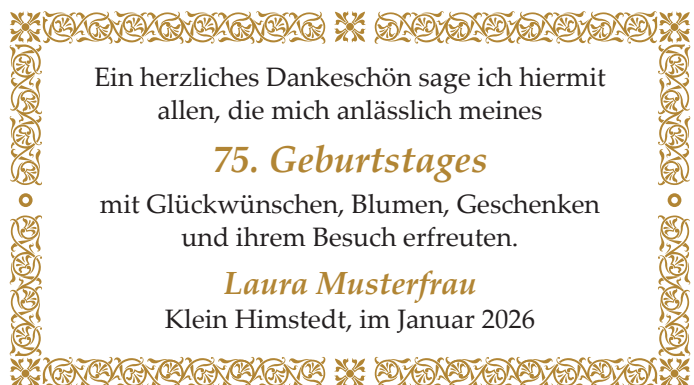 Ein herzliches Dankeschön sage ich hiermit
allen, die mich anlässlich meines
75. Geburtstages
mit Glückwünschen, Blumen, Geschenken
und ihrem Besuch erfreuten.
Laura Musterfrau
Klein Himstedt, im Januar 2026